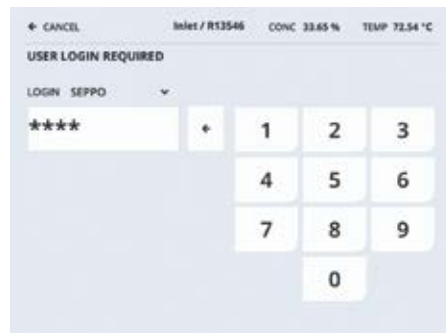 ← CANCEL Inlet / R13546 CONC 33.65 % TEMP 72.54 °C
USER LOGIN REQUIRED
LOGIN SEPPO
**** ← 1 2 3
4 5 6
7 8 9
0